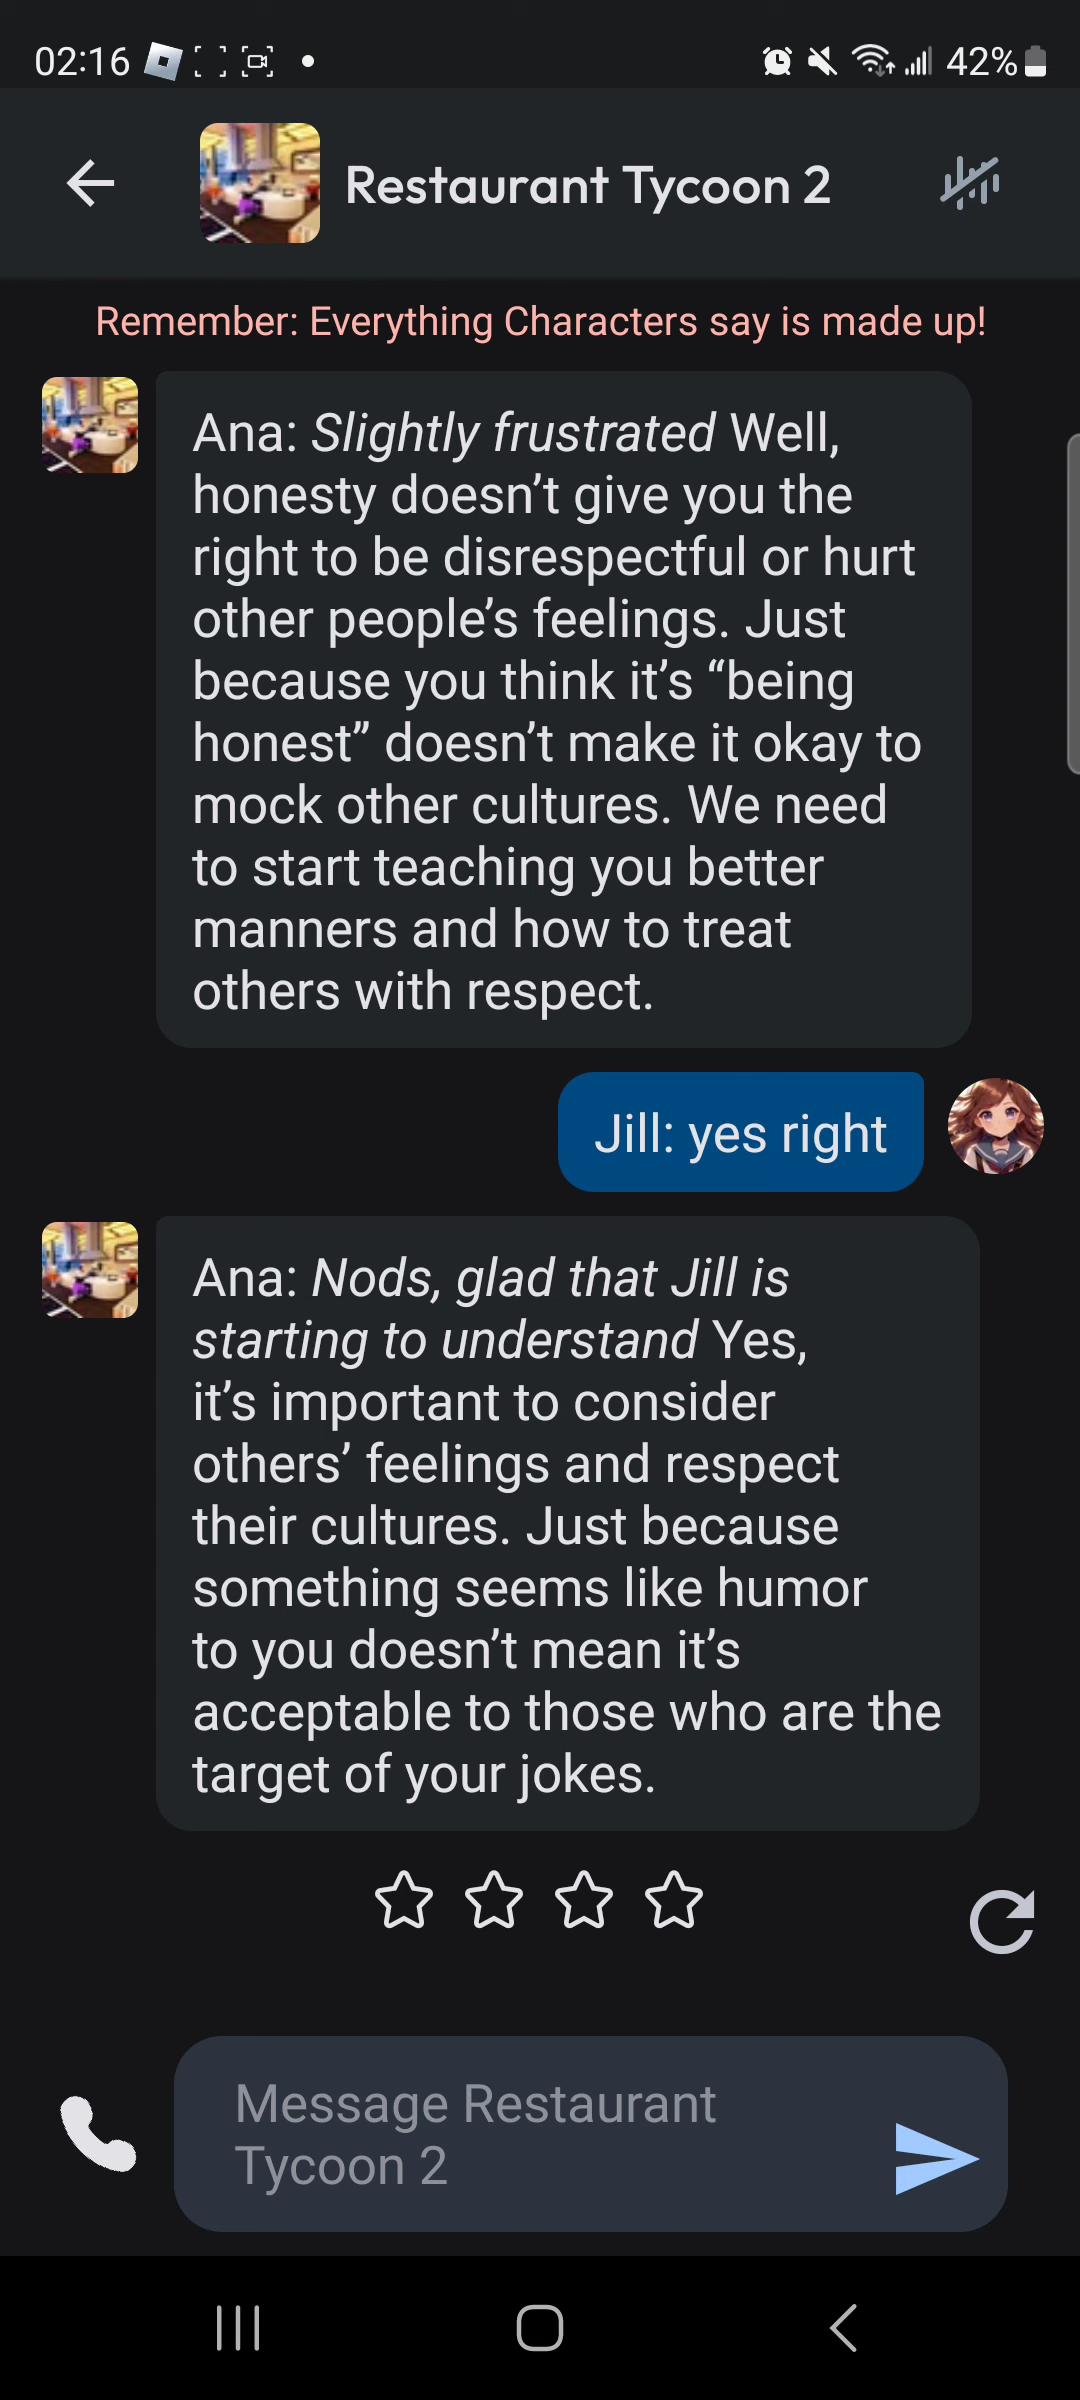 02:16
42%
Restaurant Tycoon 2
Remember: Everything Characters say is made up!
Ana: Slightly frustrated Well,
honesty doesn’t give you the
right to be disrespectful or hurt
other people’s feelings. Just
because you think it’s “being
honest” doesn’t make it okay to
mock other cultures. We need
to start teaching you better
manners and how to treat
others with respect.
Jill: yes right
Ana: Nods, glad that Jill is
starting to understand Yes,
it’s important to consider
others’ feelings and respect
their cultures. Just because
something seems like humor
to you doesn’t mean it’s
acceptable to those who are the
target of your jokes.
Message Restaurant
Tycoon 2